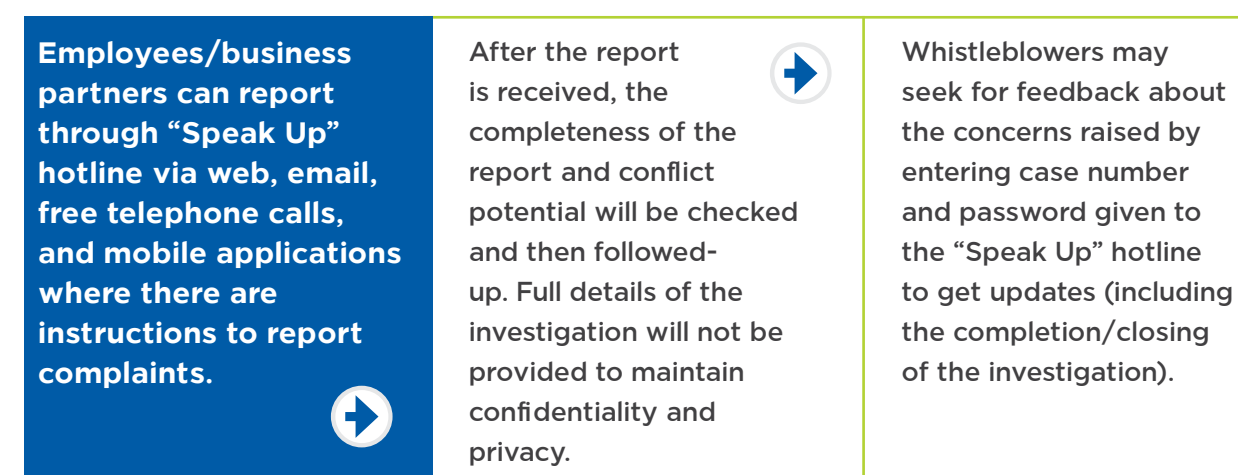 Employees/business
partners can report
through “Speak Up”
hotline via web, email,
free telephone calls,
and mobile applications
where there are
instructions to report
complaints.
After the report
is received, the
completeness of the
report and conflict
potential will be checked
and then followed-
up. Full details of the
investigation will not be
provided to maintain
confidentiality and
privacy.
Whistleblowers may
seek for feedback about
the concerns raised by
entering case number
and password given to
the “Speak Up” hotline
to get updates (including
the completion/closing
of the investigation).